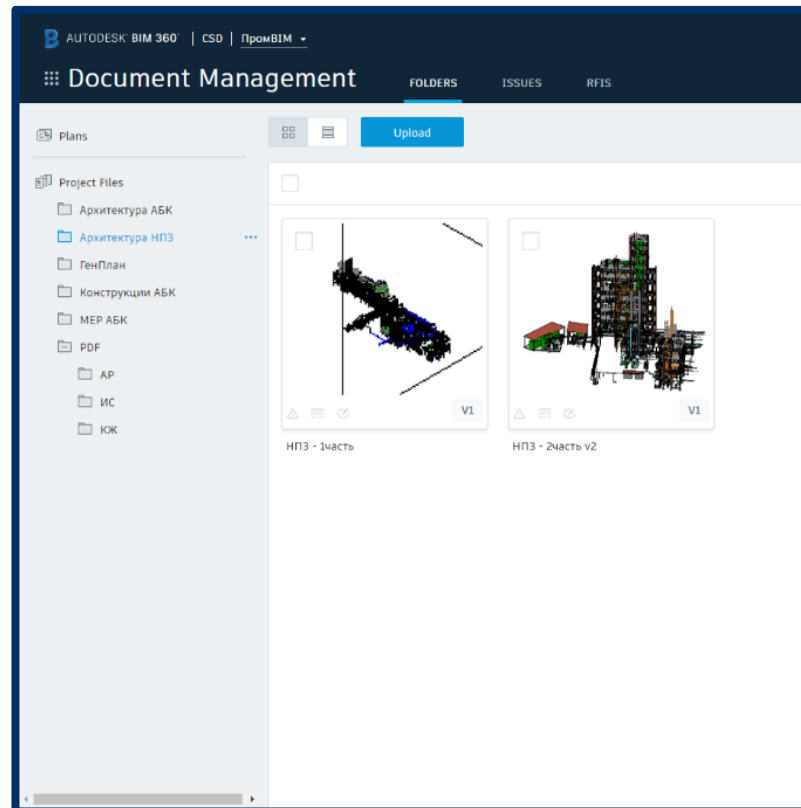 AUTODESK® BIM 360° | CSD | ПромBIM
Document Management FOLDERS ISSUES RFIS
Plans
Upload
Project Files
Архитектура АБК
Архитектура НПЗ
ГенПлан
Конструкции АБК
МЕР АБК
PDF
АР
ИС
КЖ
V1
V1
НПЗ - 1часть
НПЗ - 2часть v2